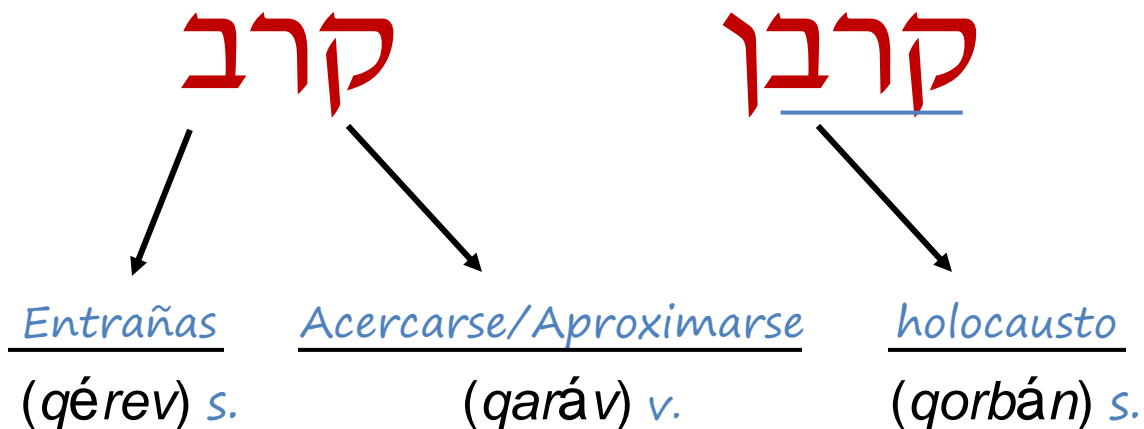 קרב קרבן
Entrañas Acercarse/Aproximarse holocausto
(qérev) s. (qaráv) v. (qorbán) s.